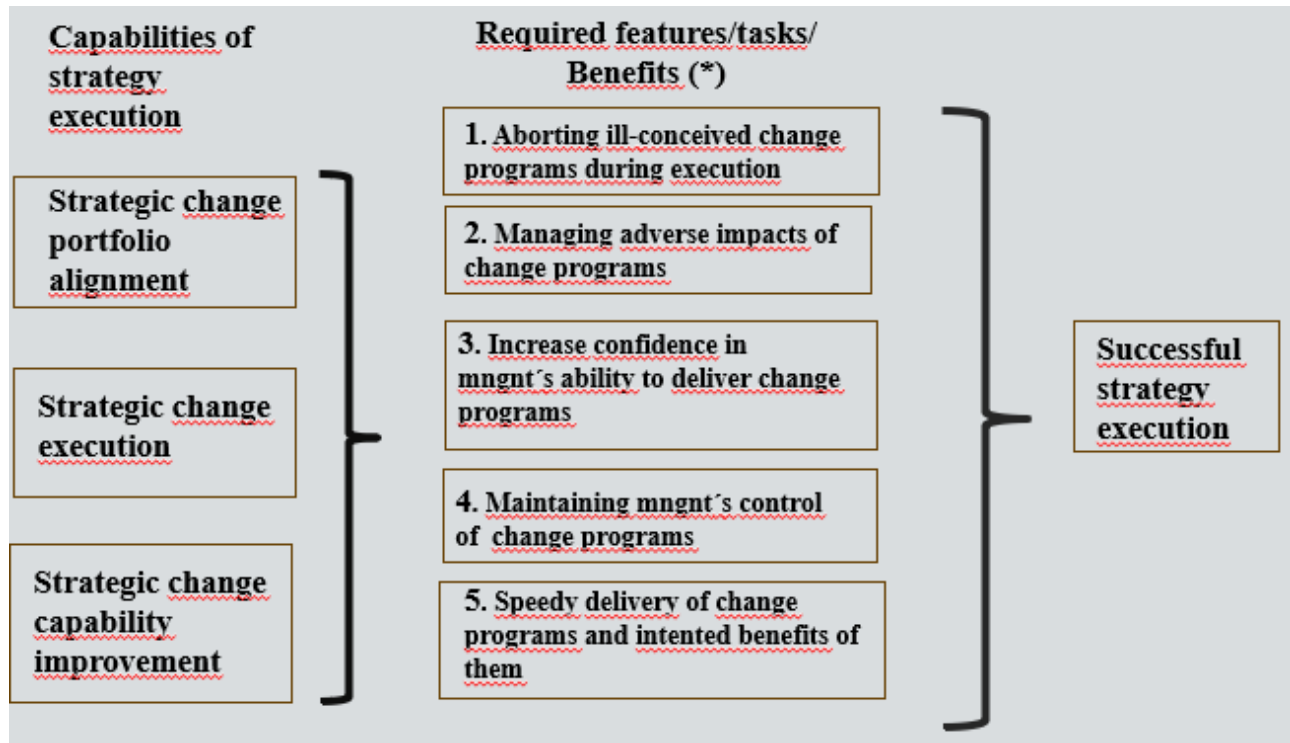 Capabilities of
strategy
execution
Strategic change
portfolio
alignment
Strategic change
execution
Strategic change
capability
improvement
Required features/tasks/
Benefits (*)
1. Aborting ill-conceived change
programs during execution
2. Managing adverse impacts of
change programs
3. Increase confidence in
mngnt´s ability to deliver change
programs
4. Maintaining mngnt´s control
of change programs
5. Speedy delivery of change
programs and intented benefits of
them
Successful
strategy
execution